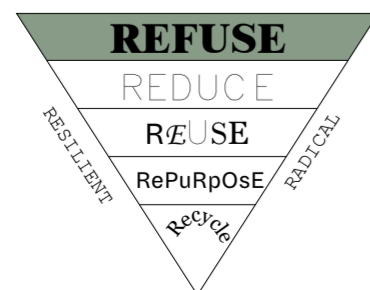 REFUSE
REDUCE
REUSE
RePuRpOsE
Recycle
RESILIENT
RADICAL